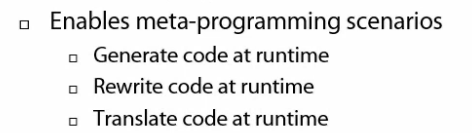 Enables meta-programming scenarios
Generate code at runtime
Rewrite code at runtime
Translate code at runtime